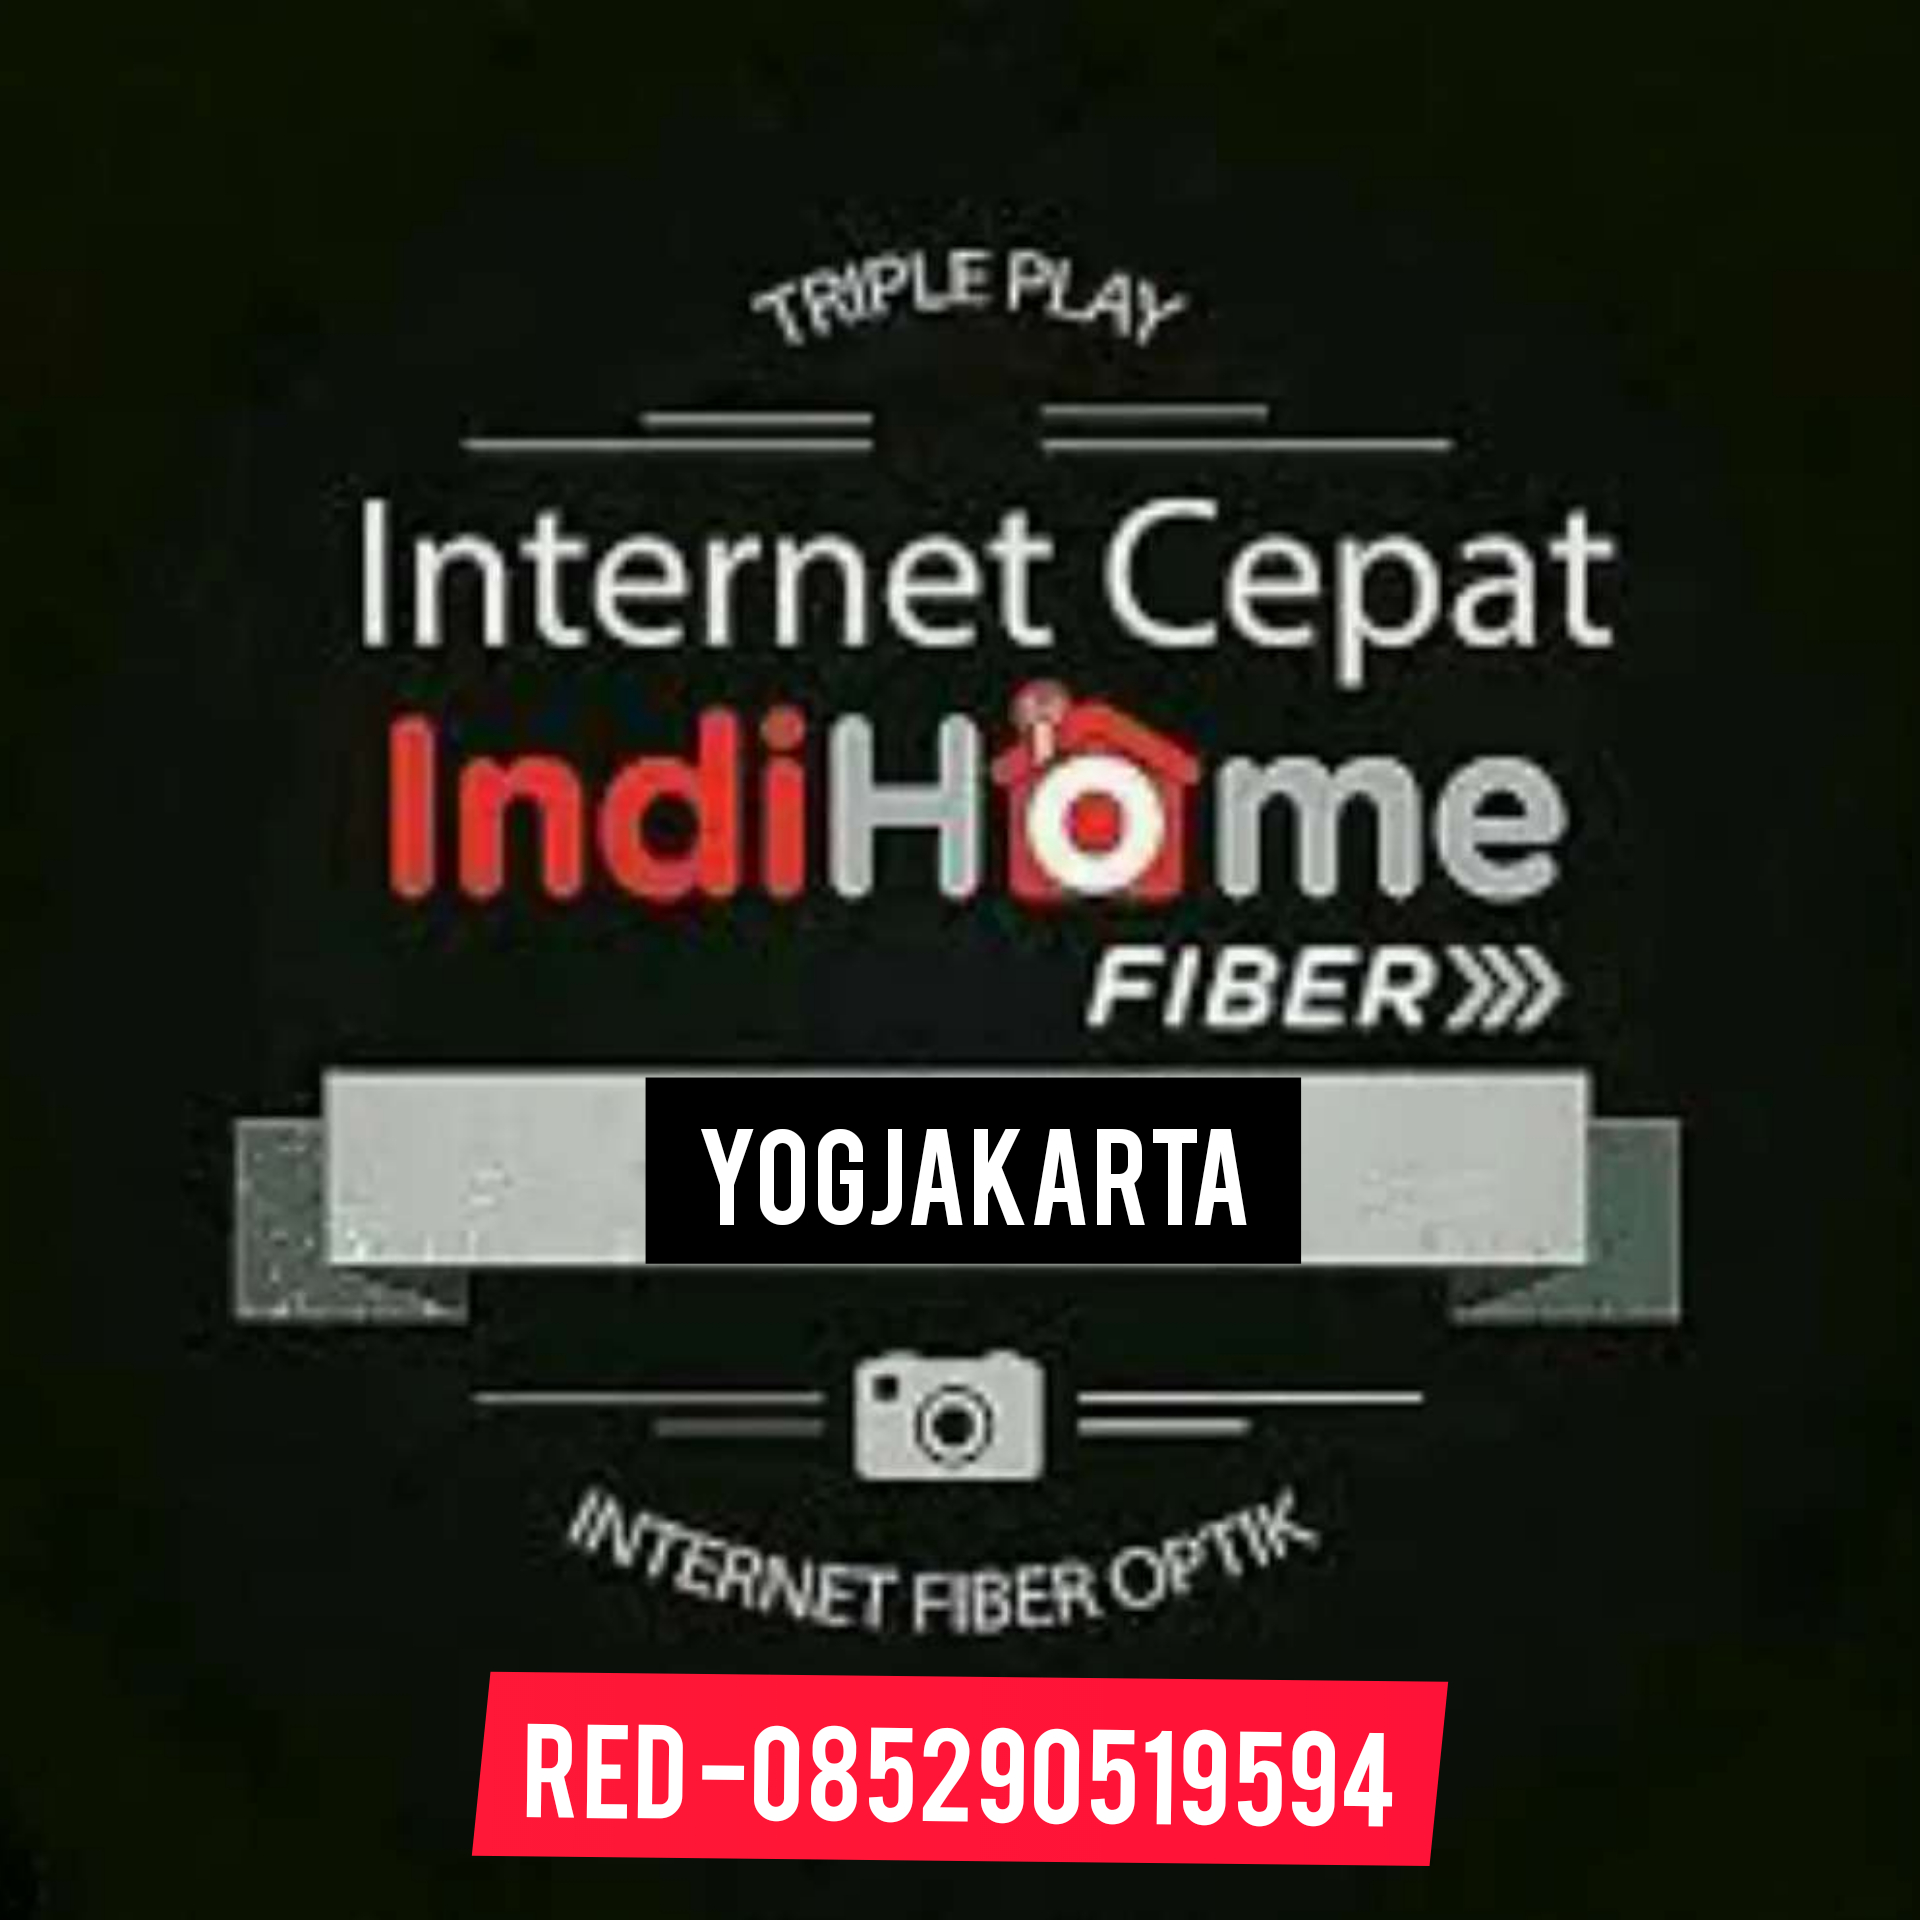 TRIPLE PLAY
Internet Cepat
IndiHome
FIBER
YOGJAKARTA
INTERNET FIBER OPTIK
RED-085290519594